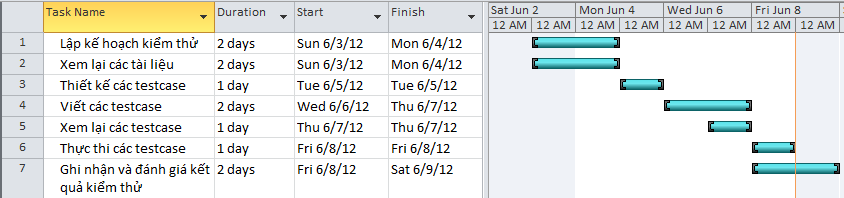 Task Name Duration Start Finish Sat Jun 2 Mon Jun 4 Wed Jun 6 Fri Jun 8
12 AM 12 AM 12 AM 12 AM 12 AM 12 AM 12 AM 12 AM
1 Lập kế hoạch kiểm thử 2 days Sun 6/3/12 Mon 6/4/12
2 Xem lại các tài liệu 2 days Sun 6/3/12 Mon 6/4/12
3 Thiết kế các testcase 1 day Tue 6/5/12 Tue 6/5/12
4 Viết các testcase 2 days Wed 6/6/12 Thu 6/7/12
5 Xem lại các testcase 1 day Thu 6/7/12 Thu 6/7/12
6 Thực thi các testcase 1 day Fri 6/8/12 Fri 6/8/12
7 Ghi nhận và đánh giá kết 2 days Fri 6/8/12 Sat 6/9/12
quả kiểm thử